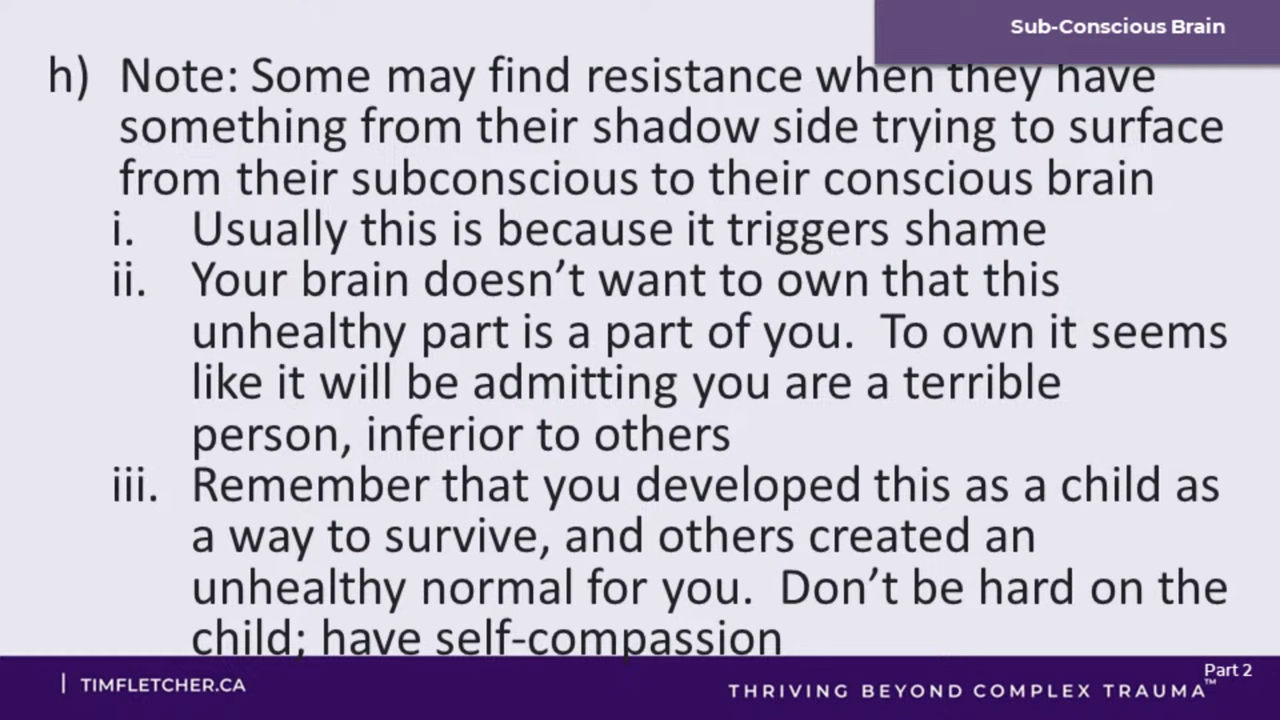 Sub-Conscious Brain
h) Note: Some may find resistance when they have
something from their shadow side trying to surface
from their subconscious to their conscious brain
i. Usually this is because it triggers shame
ii. Your brain doesn’t want to own that this
unhealthy part is a part of you.  To own it seems
like it will be admitting you are a terrible
person, inferior to others
iii. Remember that you developed this as a child as
a way to survive, and others created an
unhealthy normal for you.  Don’t be hard on the
child; have self-compassion
Part 2
| TIMFLETCHER.CA
THRIVING BEYOND COMPLEX TRAUMA™